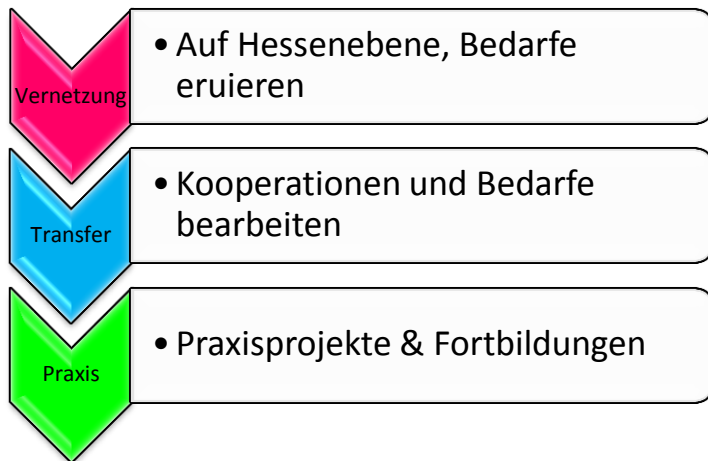 Vernetzung
• Auf Hessenebene, Bedarfe
eruieren
Transfer
• Kooperationen und Bedarfe
bearbeiten
Praxis
• Praxisprojekte & Fortbildungen